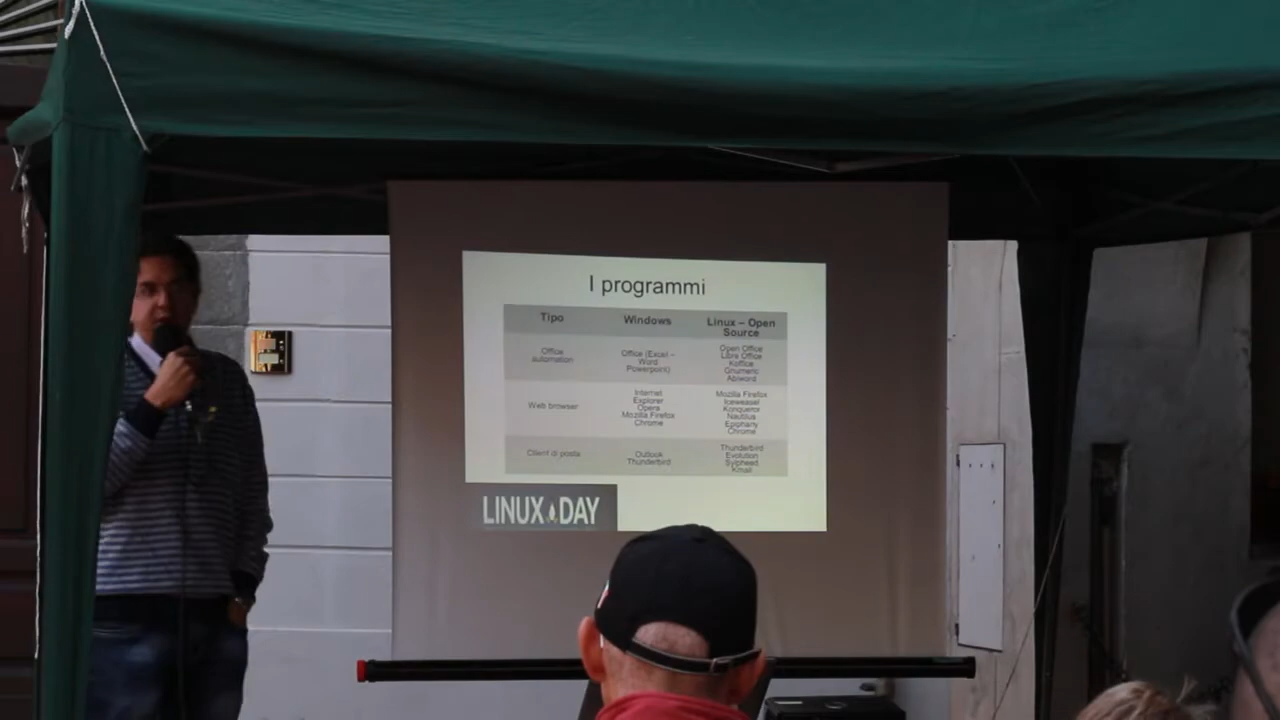 I programmi
Tipo
Windows
Linux – Open
Source
Office
automation
Office (Excel –
Word
Powerpoint)
Open Office
Libre Office
Koffice
Gnumeric
Abiword
Web browser
Internet
Explorer
Opera
Mozilla Firefox
Chrome
Mozilla Firefox
Iceweasel
Konqueror
Nautilus
Epiphany
Chrome
Client di posta
Outlook
Thunderbird
Thunderbird
Evolution
Sylpheed
Kmail
LINUX DAY